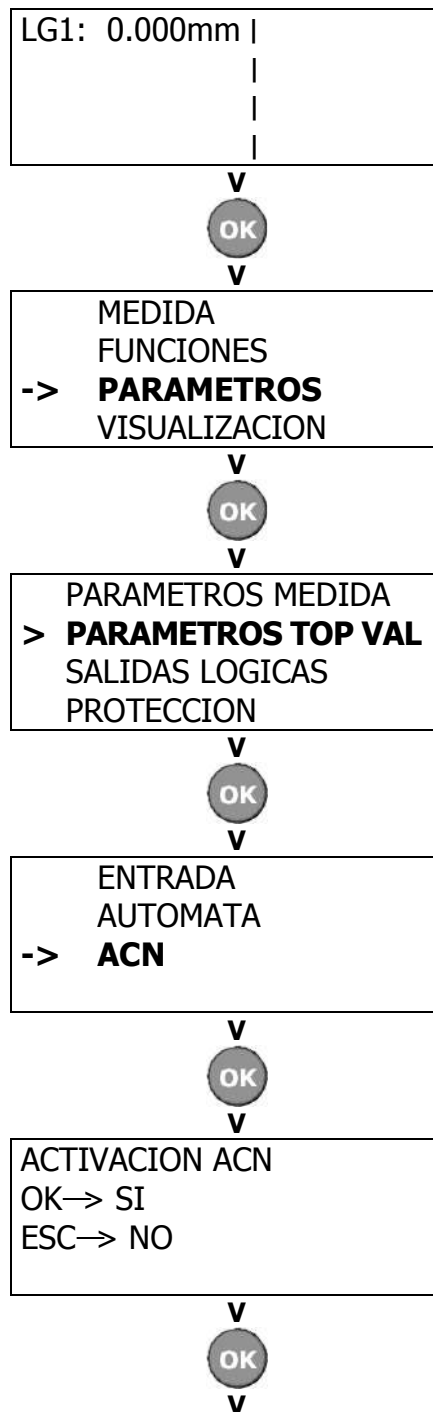 LG1: 0.000mm |
|
|
|
v
OK
v
MEDIDA
FUNCIONES
-> PARAMETROS
VISUALIZACION
v
OK
v
PARAMETROS MEDIDA
> PARAMETROS TOP VAL
SALIDAS LOGICAS
PROTECCION
v
OK
v
ENTRADA
AUTOMATA
-> ACN
v
OK
v
ACTIVACION ACN
OK—> SI
ESC—> NO
v
OK
v